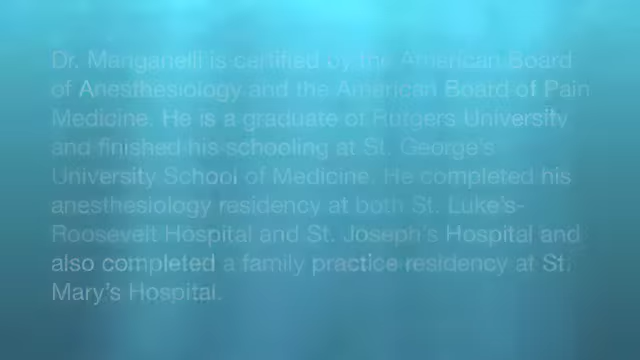 Dr. Manganelli is certified by the American Board
of Anesthesiology and the American Board of Pain
Medicine. He is a graduate of Rutgers University
and finished his schooling at St. George's
University School of Medicine. He completed his
anesthesiology residency at both St. Luke's-
Roosevelt Hospital and St. Joseph's Hospital and
also completed a family practice residency at St.
Mary's Hospital.